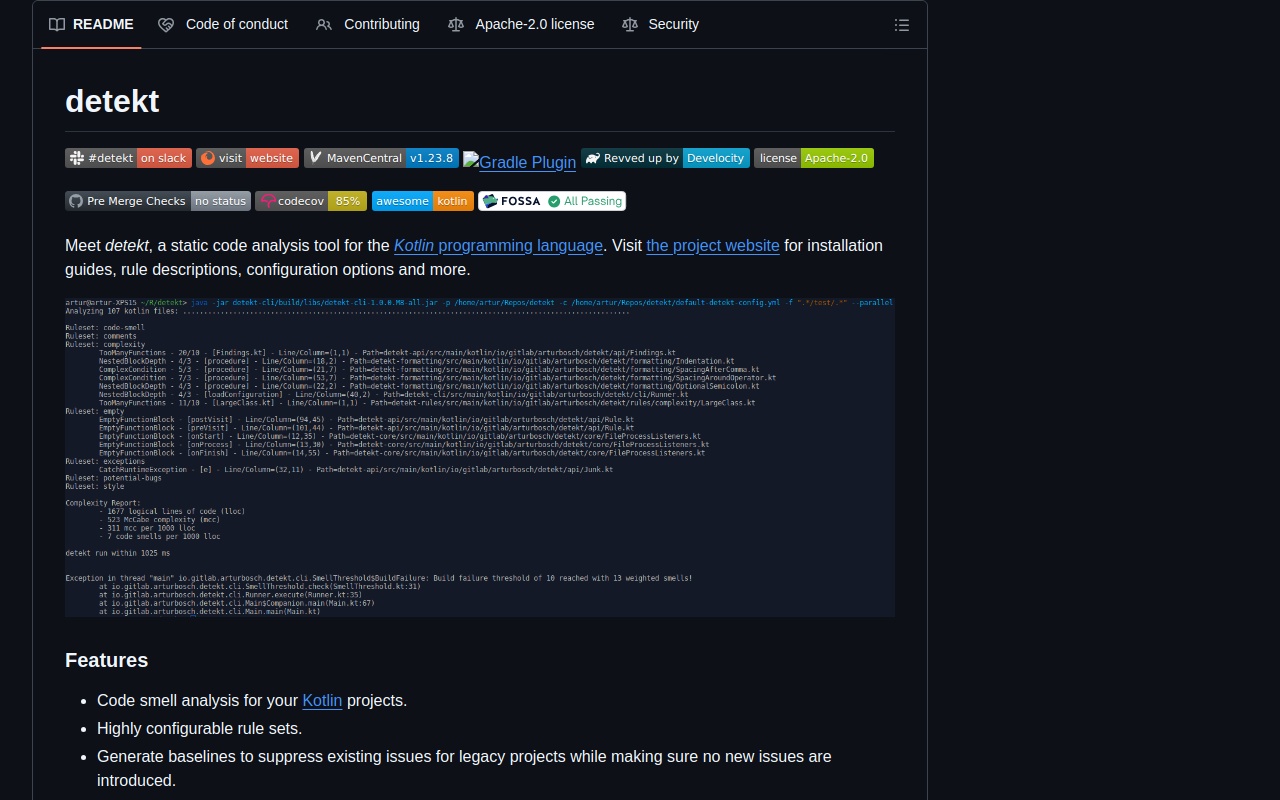 README Code of conduct Contributing Apache-2.0 license Security
detekt
#detekt on slack visit website MavenCentral v1.23.8 Gradle Plugin Revved up by Develocity license Apache-2.0
Pre Merge Checks no status codecov 85% awesome kotlin FOSSA All Passing
Meet detekt, a static code analysis tool for the Kotlin programming language. Visit the project website for installation
guides, rule descriptions, configuration options and more.
artur@artur-XPS15 ~/R/detekt> java -jar detekt-cli/build/libs/detekt-cli-1.0.0.M8-all.jar -p /home/artur/Repos/detekt -c /home/artur/Repos/detekt/default-detekt-config.yml -f ".*/test/.*" --parallel
Analyzing 107 kotlin files: ...........................................................................................................
Ruleset: code-smell
Ruleset: comments
Ruleset: complexity
TooManyFunctions - 20/10 - [Findings.kt] - Line/Column=(1,1) - Path=detekt-api/src/main/kotlin/io/gitlab/arturbosch/detekt/api/Findings.kt
NestedBlockDepth - 4/3 - [procedure] - Line/Column=(18,2) - Path=detekt-formatting/src/main/kotlin/io/gitlab/arturbosch/detekt/formatting/Indentation.kt
ComplexCondition - 5/3 - [procedure] - Line/Column=(21,7) - Path=detekt-formatting/src/main/kotlin/io/gitlab/arturbosch/detekt/formatting/SpacingAfterComma.kt
ComplexCondition - 7/3 - [procedure] - Line/Column=(53,7) - Path=detekt-formatting/src/main/kotlin/io/gitlab/arturbosch/detekt/formatting/SpacingAroundOperator.kt
NestedBlockDepth - 4/3 - [procedure] - Line/Column=(22,2) - Path=detekt-formatting/src/main/kotlin/io/gitlab/arturbosch/detekt/formatting/OptionalSemicolon.kt
NestedBlockDepth - 4/3 - [loadConfiguration] - Line/Column=(40,2) - Path=detekt-cli/src/main/kotlin/io/gitlab/arturbosch/detekt/cli/Runner.kt
TooManyFunctions - 11/10 - [LargeClass.kt] - Line/Column=(1,1) - Path=detekt-rules/src/main/kotlin/io/gitlab/arturbosch/detekt/rules/complexity/LargeClass.kt
Ruleset: empty
EmptyFunctionBlock - [postVisit] - Line/Column=(94,45) - Path=detekt-api/src/main/kotlin/io/gitlab/arturbosch/detekt/api/Rule.kt
EmptyFunctionBlock - [preVisit] - Line/Column=(101,44) - Path=detekt-api/src/main/kotlin/io/gitlab/arturbosch/detekt/api/Rule.kt
EmptyFunctionBlock - [onStart] - Line/Column=(12,35) - Path=detekt-core/src/main/kotlin/io/gitlab/arturbosch/detekt/core/FileProcessListeners.kt
EmptyFunctionBlock - [onProcess] - Line/Column=(13,30) - Path=detekt-core/src/main/kotlin/io/gitlab/arturbosch/detekt/core/FileProcessListeners.kt
EmptyFunctionBlock - [onFinish] - Line/Column=(14,55) - Path=detekt-core/src/main/kotlin/io/gitlab/arturbosch/detekt/core/FileProcessListeners.kt
Ruleset: exceptions
CatchRuntimeException - [e] - Line/Column=(32,11) - Path=detekt-api/src/main/kotlin/io/gitlab/arturbosch/detekt/api/Junk.kt
Ruleset: potential-bugs
Ruleset: style
Complexity Report:
- 1677 logical lines of code (lloc)
- 523 McCabe complexity (mcc)
- 311 mcc per 1000 lloc
- 7 code smells per 1000 lloc
detekt run within 1025 ms
Exception in thread "main" io.gitlab.arturbosch.detekt.cli.SmellThreshold$BuildFailure: Build failure threshold of 10 reached with 13 weighted smells!
at io.gitlab.arturbosch.detekt.cli.SmellThreshold.check(SmellThreshold.kt:31)
at io.gitlab.arturbosch.detekt.cli.Runner.execute(Runner.kt:35)
at io.gitlab.arturbosch.detekt.cli.Main$Companion.main(Main.kt:67)
at io.gitlab.arturbosch.detekt.cli.Main.main(Main.kt)
Features
• Code smell analysis for your Kotlin projects.
• Highly configurable rule sets.
• Generate baselines to suppress existing issues for legacy projects while making sure no new issues are
introduced.